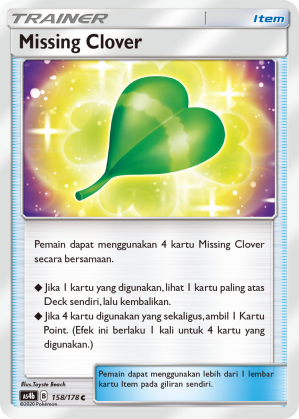 TRAINER
Item
Missing Clover
Pemain dapat menggunakan 4 kartu Missing Clover
secara bersamaan.
◆ Jika 1 kartu yang digunakan, lihat 1 kartu paling atas
Deck sendiri, lalu kembalikan.
◆ Jika 4 kartu digunakan yang sekaligus, ambil 1 Kartu
Point. (Efek ini berlaku 1 kali untuk 4 kartu yang
digunakan.)
Illus. Toyste Beach
AS4b D 158/178 C
©2020 Pokémon
Pemain dapat menggunakan lebih dari 1 lembar
kartu Item pada giliran sendiri.